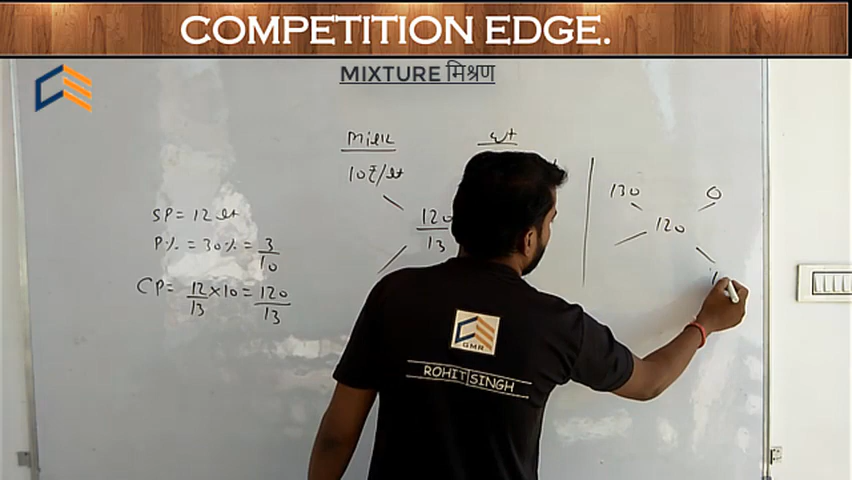 COMPETITION EDGE.
MIXTURE मिश्रण
Milk
10₹/lt
120
13
SP = 12 lt
P% = 30% = 3/10
CP = 12/13 × 10 = 120/13
130 0
120
GMR
ROHIT SINGH